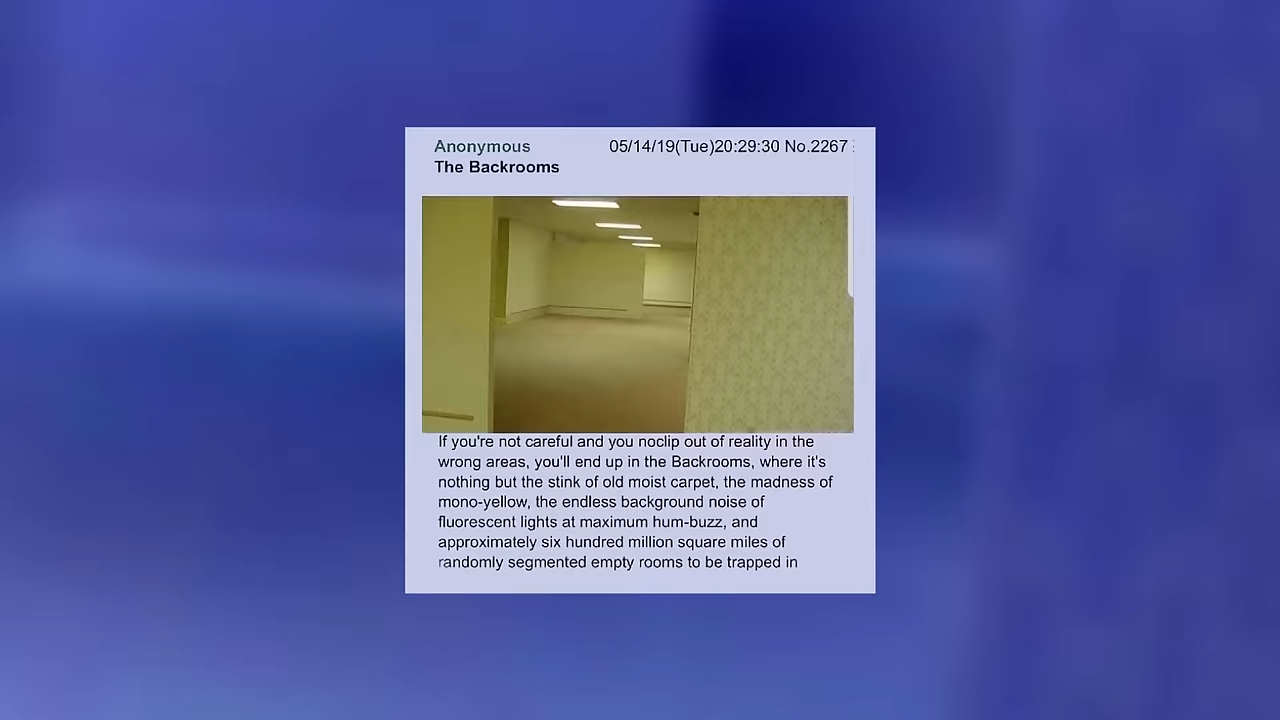 Anonymous 05/14/19(Tue)20:29:30 No.2267
The Backrooms
If you're not careful and you noclip out of reality in the
wrong areas, you'll end up in the Backrooms, where it's
nothing but the stink of old moist carpet, the madness of
mono-yellow, the endless background noise of
fluorescent lights at maximum hum-buzz, and
approximately six hundred million square miles of
randomly segmented empty rooms to be trapped in